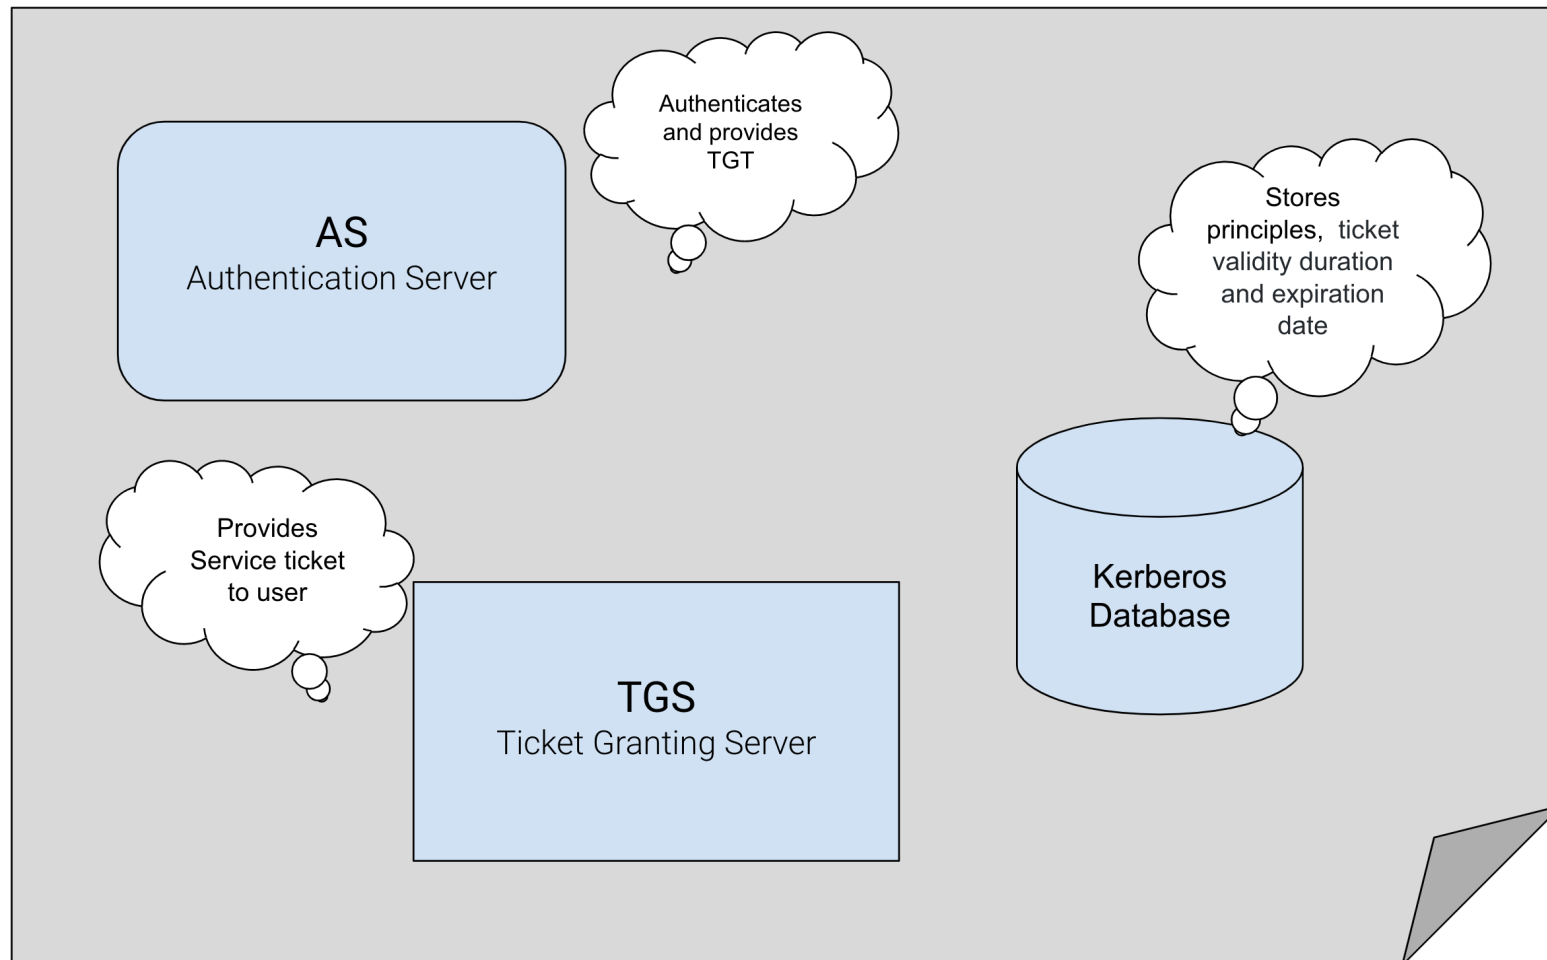 Authenticates
and provides
TGT
AS
Authentication Server
Stores
principles, ticket
validity duration
and expiration
date
Provides
Service ticket
to user
Kerberos
Database
TGS
Ticket Granting Server